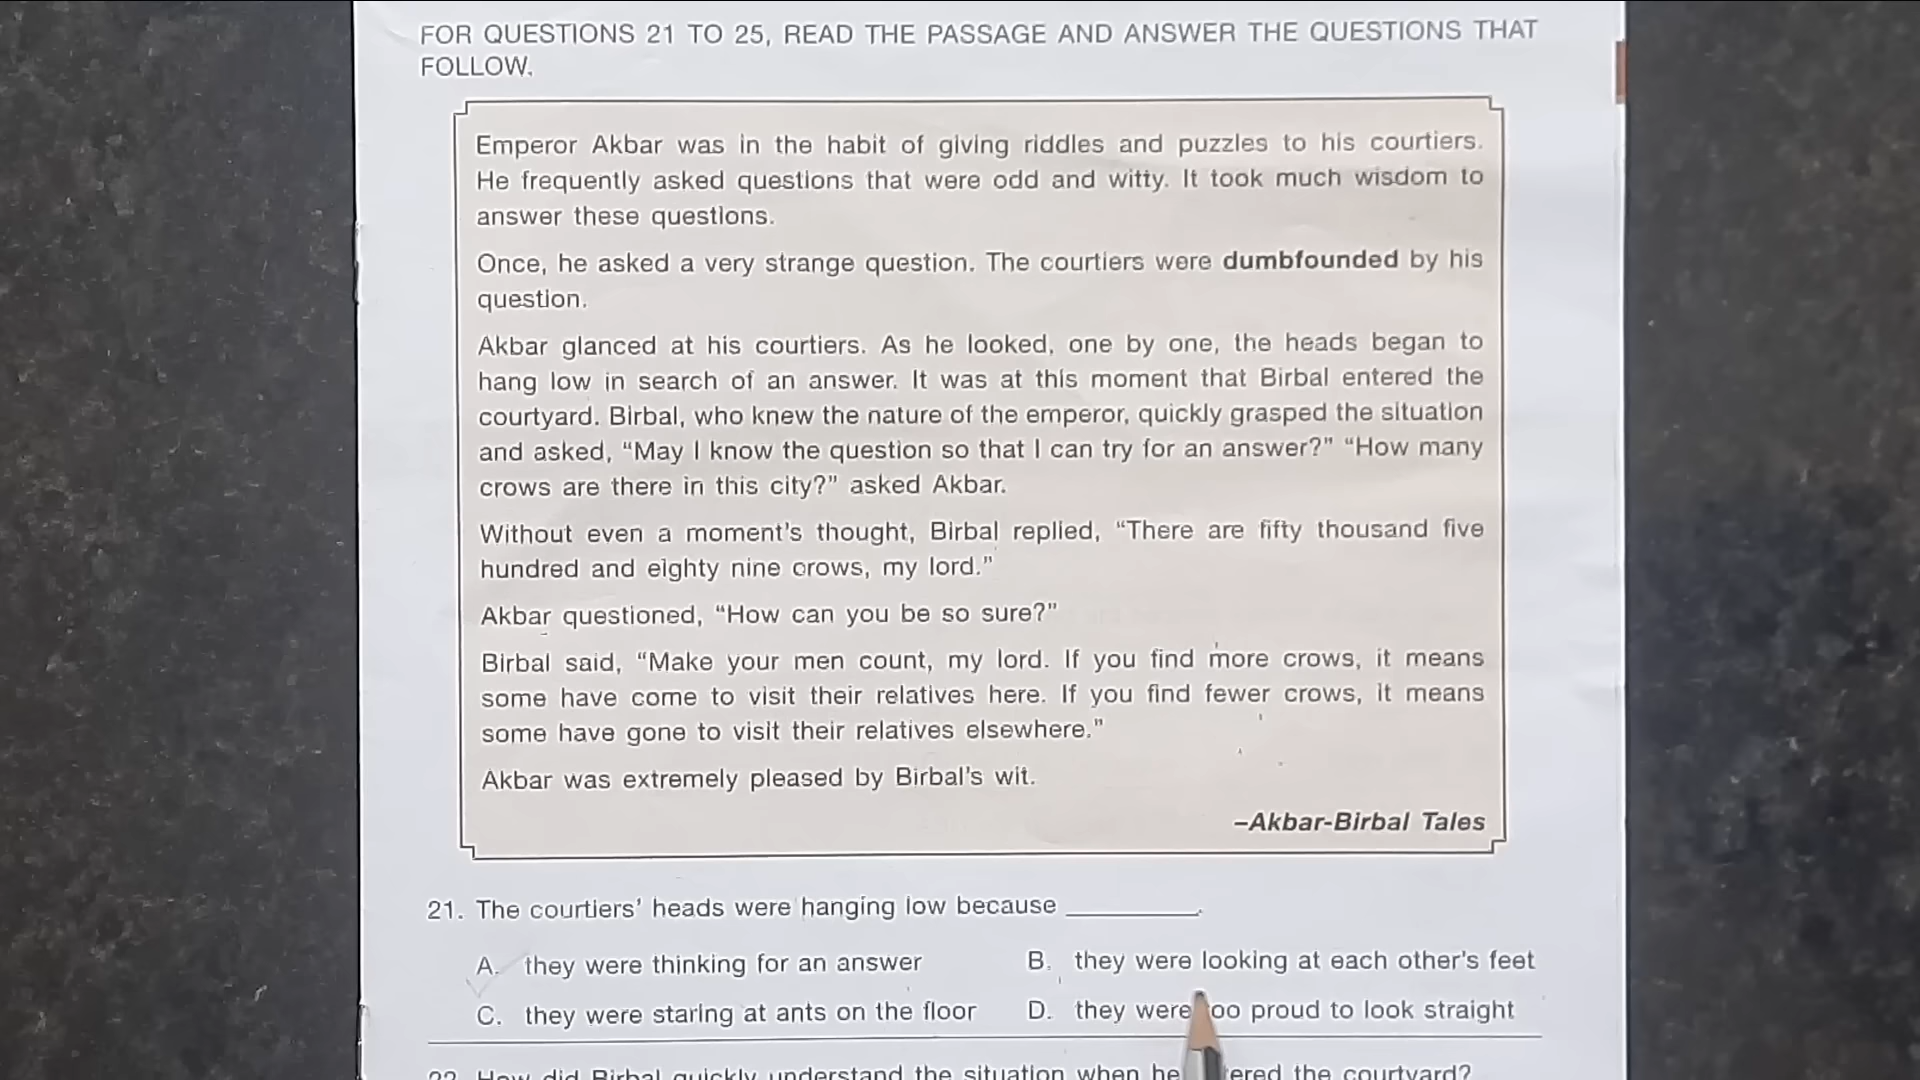 FOR QUESTIONS 21 TO 25, READ THE PASSAGE AND ANSWER THE QUESTIONS THAT
FOLLOW.
Emperor Akbar was in the habit of giving riddles and puzzles to his courtiers.
He frequently asked questions that were odd and witty. It took much wisdom to
answer these questions.
Once, he asked a very strange question. The courtiers were dumbfounded by his
question.
Akbar glanced at his courtiers. As he looked, one by one, the heads began to
hang low in search of an answer. It was at this moment that Birbal entered the
courtyard. Birbal, who knew the nature of the emperor, quickly grasped the situation
and asked, “May I know the question so that I can try for an answer?” “How many
crows are there in this city?” asked Akbar.
Without even a moment’s thought, Birbal replied, “There are fifty thousand five
hundred and eighty nine crows, my lord.”
Akbar questioned, “How can you be so sure?”
Birbal said, “Make your men count, my lord. If you find more crows, it means
some have come to visit their relatives here. If you find fewer crows, it means
some have gone to visit their relatives elsewhere.”
Akbar was extremely pleased by Birbal’s wit.
–Akbar-Birbal Tales
21. The courtiers’ heads were hanging low because ________.
A. they were thinking for an answer
B. they were looking at each other’s feet
C. they were staring at ants on the floor
D. they were too proud to look straight
22. How did Birbal quickly understand the situation when he entered the courtyard?